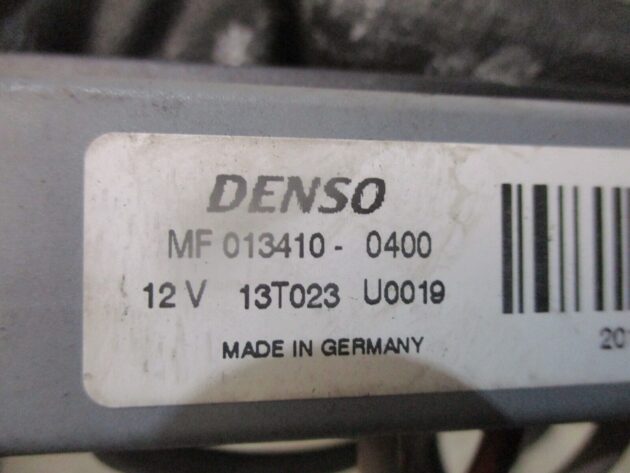 DENSO
MF 013410 - 0400
12 V 13T023 U0019
MADE IN GERMANY